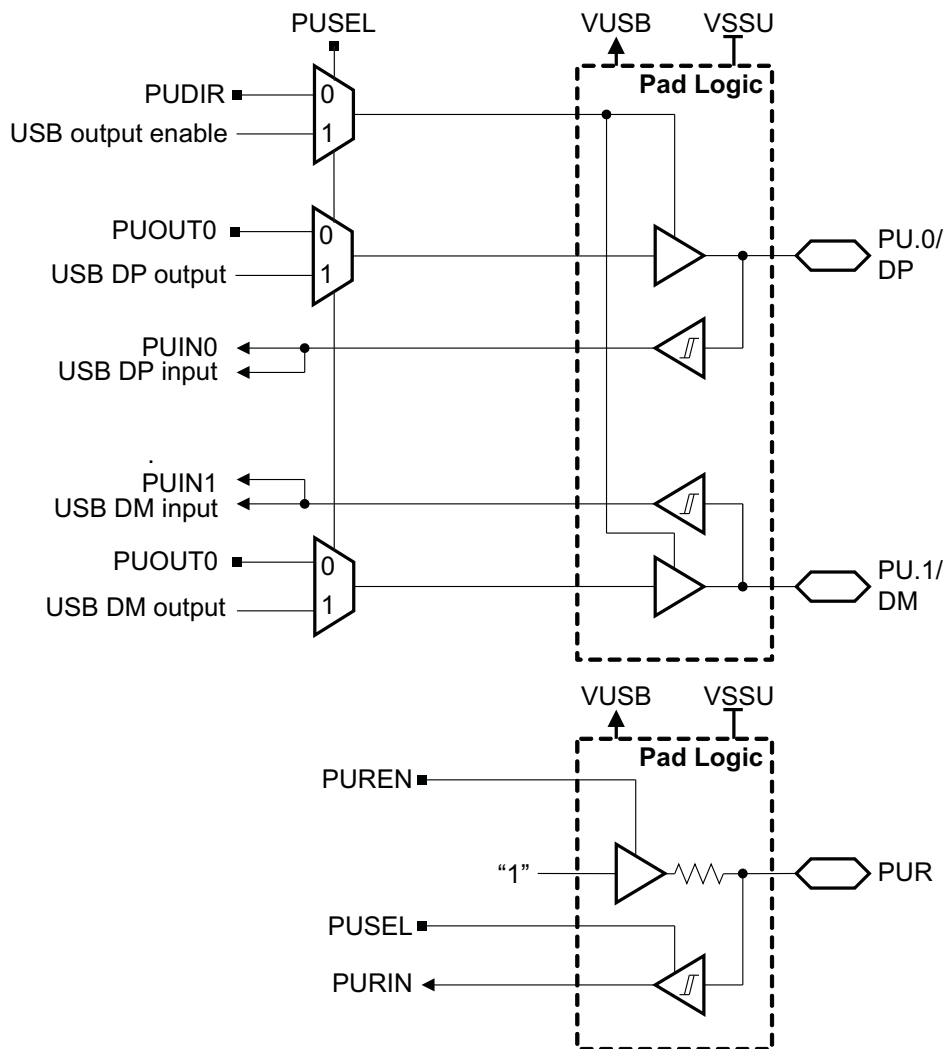 PUSEL
VUSB
VSSU
Pad Logic
PUDIR
0
USB output enable
1
PUOUT0
0
USB DP output
1
PU.0/
DP
PUIN0
USB DP input
.
PUIN1
USB DM input
PUOUT0
0
USB DM output
1
PU.1/
DM
VUSB
VSSU
Pad Logic
PUREN
“1”
PUR
PUSEL
PURIN